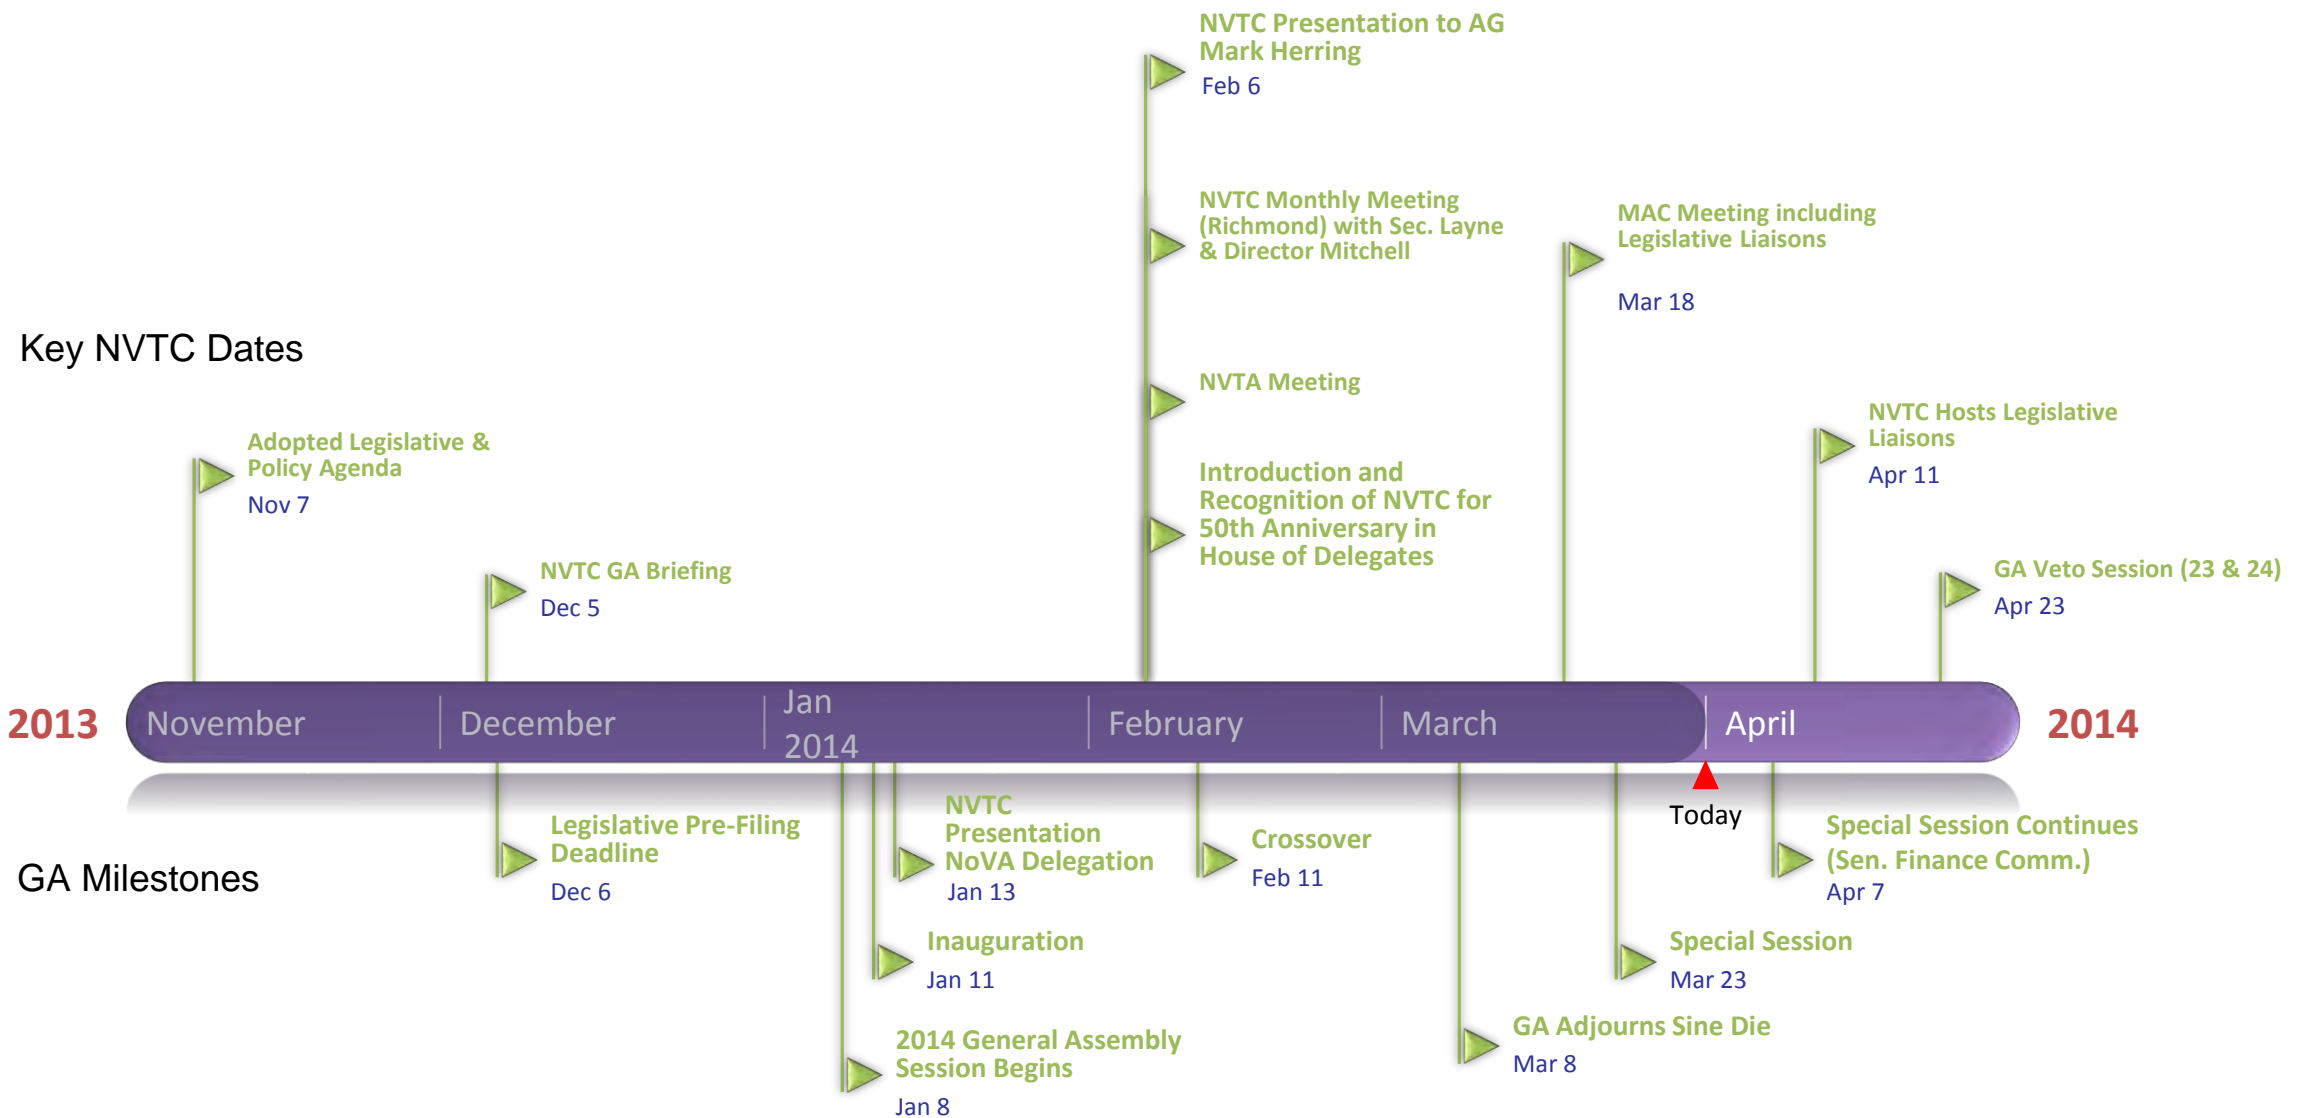 NVTC Presentation to AG
Mark Herring
Feb 6
NVTC Monthly Meeting
(Richmond) with Sec. Layne
& Director Mitchell
MAC Meeting including
Legislative Liaisons
Mar 18
Key NVTC Dates
NVTA Meeting
NVTC Hosts Legislative
Liaisons
Apr 11
Adopted Legislative &
Policy Agenda
Nov 7
Introduction and
Recognition of NVTC for
50th Anniversary in
House of Delegates
NVTC GA Briefing
Dec 5
GA Veto Session (23 & 24)
Apr 23
2013
November
December
Jan
2014
February
March
April
2014
Today
Legislative Pre-Filing
Deadline
Dec 6
NVTC
Presentation
NoVA Delegation
Jan 13
Crossover
Feb 11
Special Session Continues
(Sen. Finance Comm.)
Apr 7
GA Milestones
Inauguration
Jan 11
Special Session
Mar 23
2014 General Assembly
Session Begins
Jan 8
GA Adjourns Sine Die
Mar 8